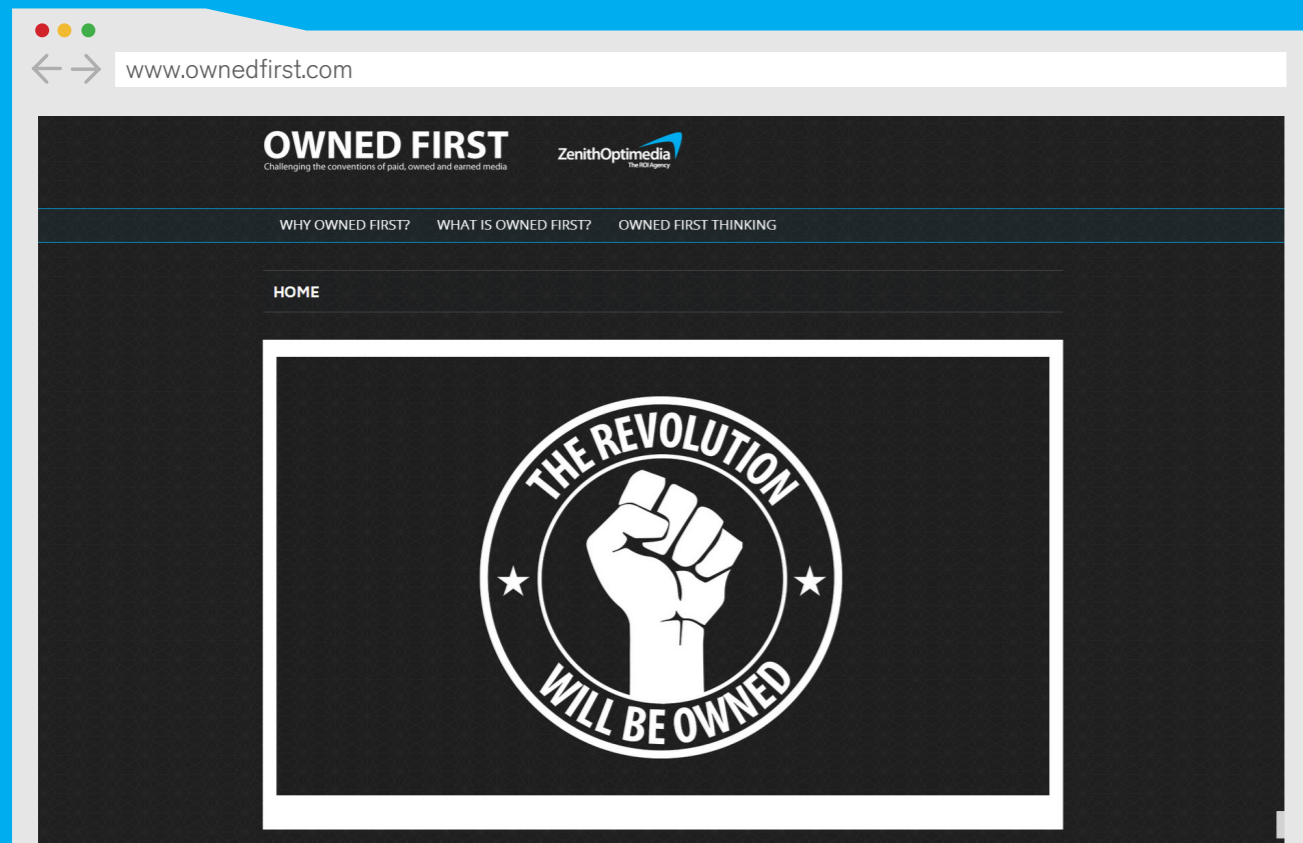 www.ownedfirst.com
OWNED FIRST
Challenging the conventions of paid, owned and earned media
ZenithOptimedia
The ROI Agency
WHY OWNED FIRST? WHAT IS OWNED FIRST? OWNED FIRST THINKING
HOME
THE REVOLUTION
WILL BE OWNED